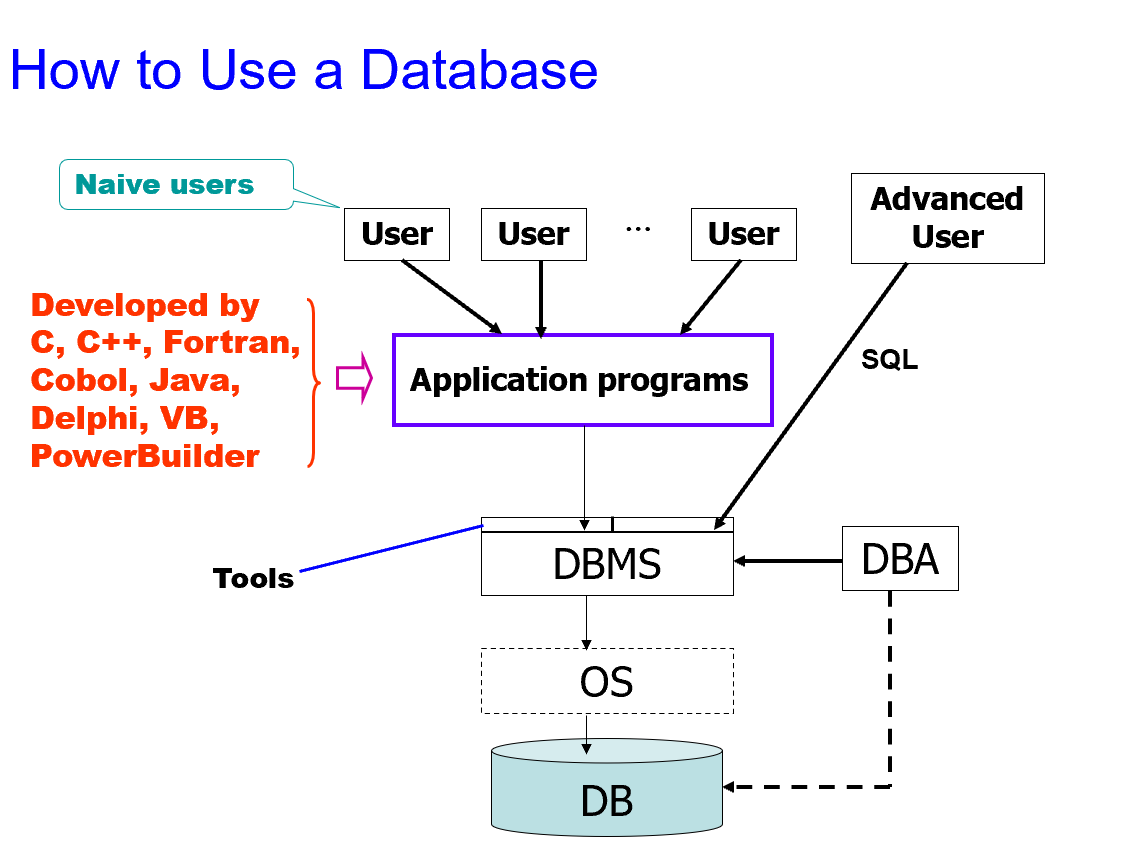 How to Use a Database
Naive users
User
User
...
User
Advanced
User
Developed by
C, C++, Fortran,
Cobol, Java,
Delphi, VB,
PowerBuilder
Application programs
SQL
Tools
DBMS
DBA
OS
DB